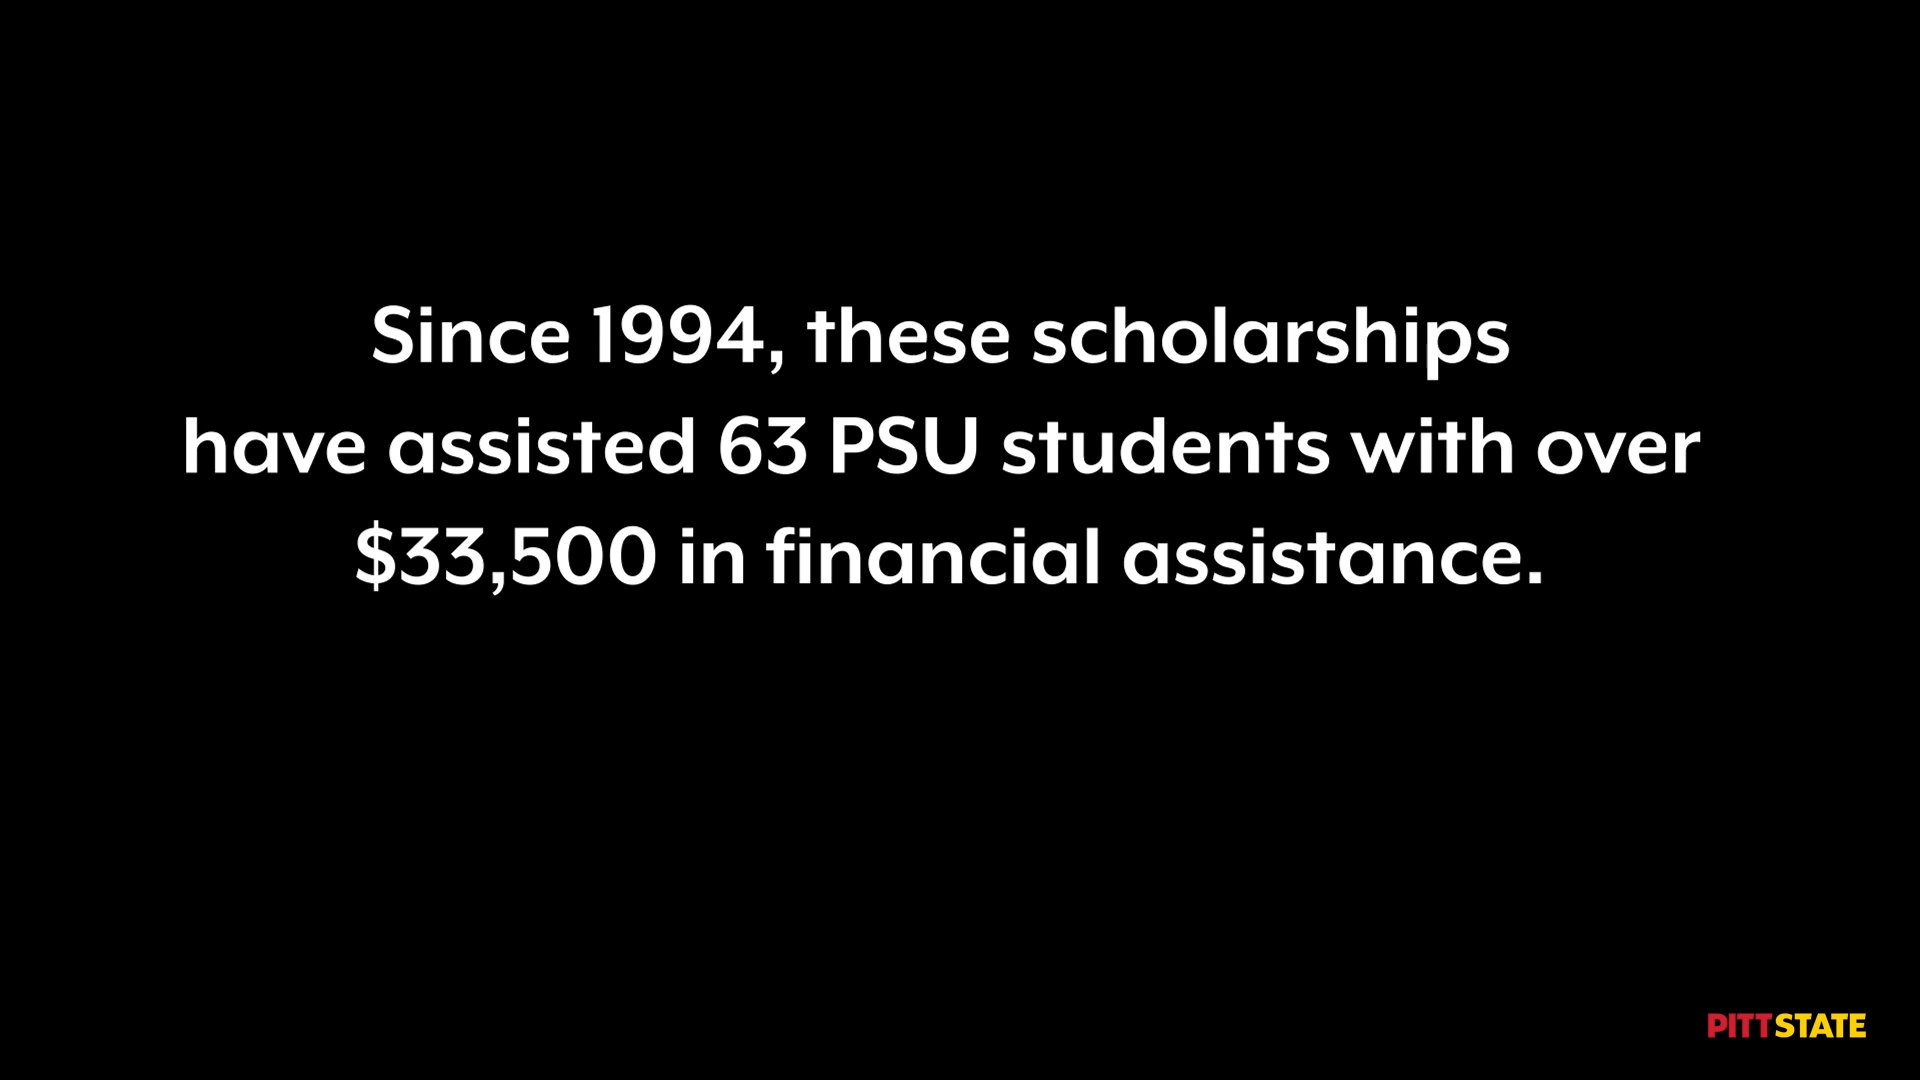 Since 1994, these scholarships
have assisted 63 PSU students with over
$33,500 in financial assistance.
PITTSTATE